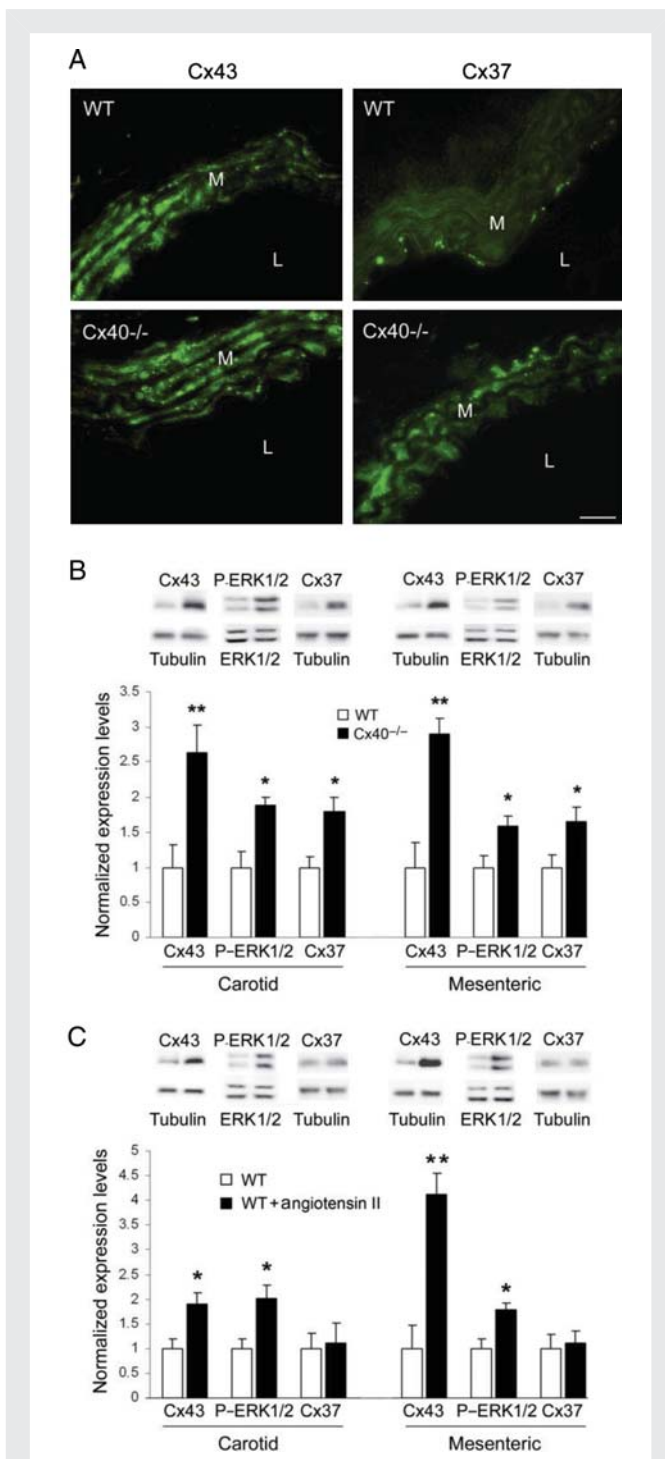 A
Cx43 Cx37
WT WT
M M
L L
Cx40-/- Cx40-/-
M M
L L
B
Cx43 P-ERK1/2 Cx37 Cx43 P-ERK1/2 Cx37
Tubulin ERK1/2 Tubulin Tubulin ERK1/2 Tubulin
Normalized expression levels
3.5
3
2.5
2
1.5
1
0.5
0
WT
Cx40–/–
** * * ** * *
Cx43 P–ERK1/2 Cx37 Cx43 P–ERK1/2 Cx37
Carotid Mesenteric
C
Cx43 P-ERK1/2 Cx37 Cx43 P-ERK1/2 Cx37
Tubulin ERK1/2 Tubulin Tubulin ERK1/2 Tubulin
Normalized expression levels
5
4.5
4
3.5
3
2.5
2
1.5
1
0.5
0
WT
WT+angiotensin II
* * ** *
Cx43 P–ERK1/2 Cx37 Cx43 P–ERK1/2 Cx37
Carotid Mesenteric